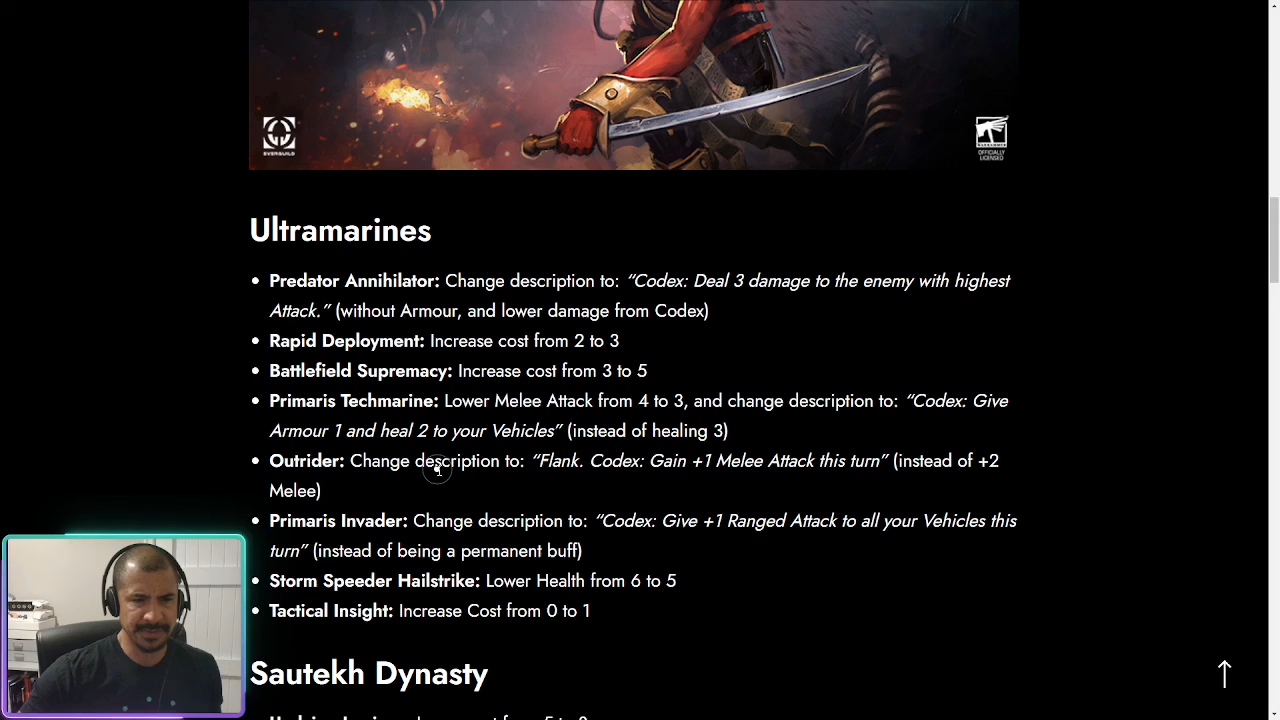 EVERGUILD
WARHAMMER
OFFICIALLY
LICENSED
Ultramarines
• Predator Annihilator: Change description to: “Codex: Deal 3 damage to the enemy with highest
Attack.” (without Armour, and lower damage from Codex)
• Rapid Deployment: Increase cost from 2 to 3
• Battlefield Supremacy: Increase cost from 3 to 5
• Primaris Techmarine: Lower Melee Attack from 4 to 3, and change description to: “Codex: Give
Armour 1 and heal 2 to your Vehicles” (instead of healing 3)
• Outrider: Change description to: “Flank. Codex: Gain +1 Melee Attack this turn” (instead of +2
Melee)
• Primaris Invader: Change description to: “Codex: Give +1 Ranged Attack to all your Vehicles this
turn” (instead of being a permanent buff)
• Storm Speeder Hailstrike: Lower Health from 6 to 5
• Tactical Insight: Increase Cost from 0 to 1
Sautekh Dynasty